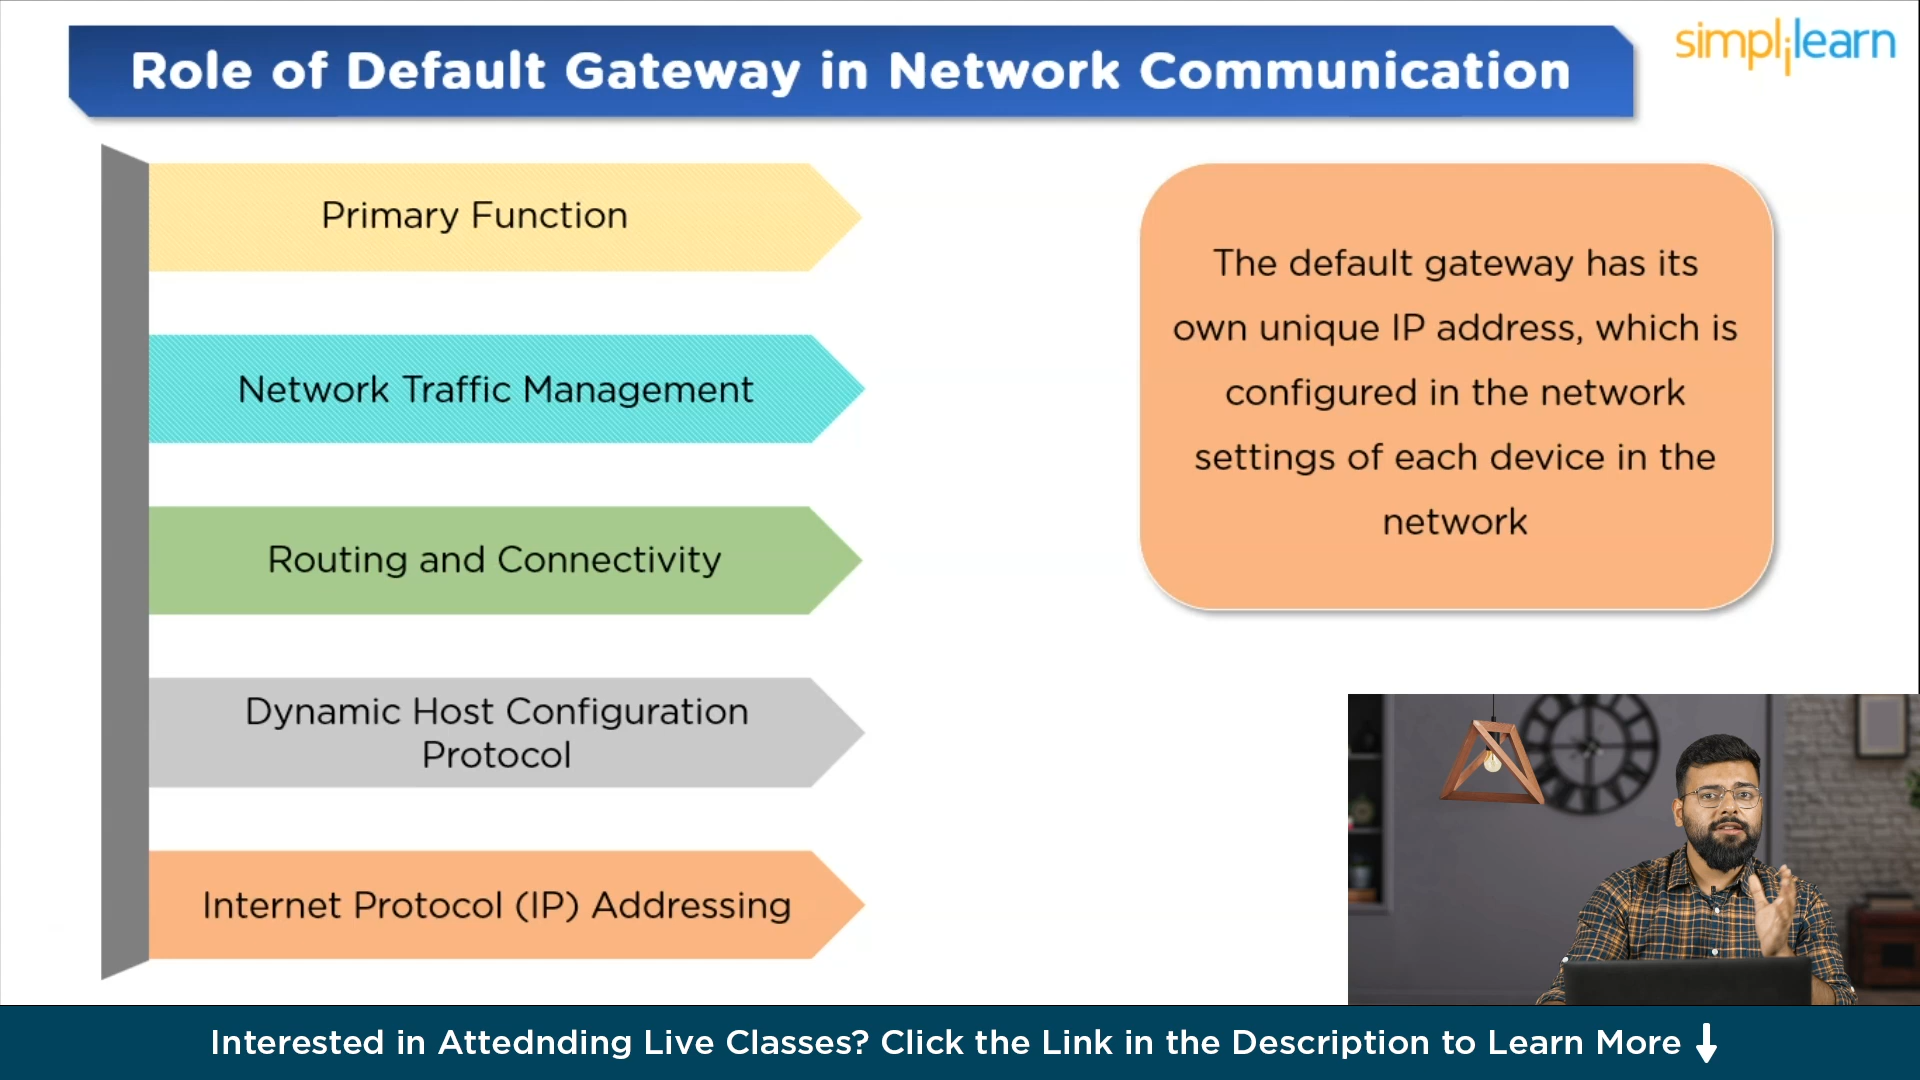 Role of Default Gateway in Network Communication
simplilearn
Primary Function
Network Traffic Management
Routing and Connectivity
Dynamic Host Configuration
Protocol
Internet Protocol (IP) Addressing
The default gateway has its
own unique IP address, which is
configured in the network
settings of each device in the
network
Interested in Attednding Live Classes? Click the Link in the Description to Learn More